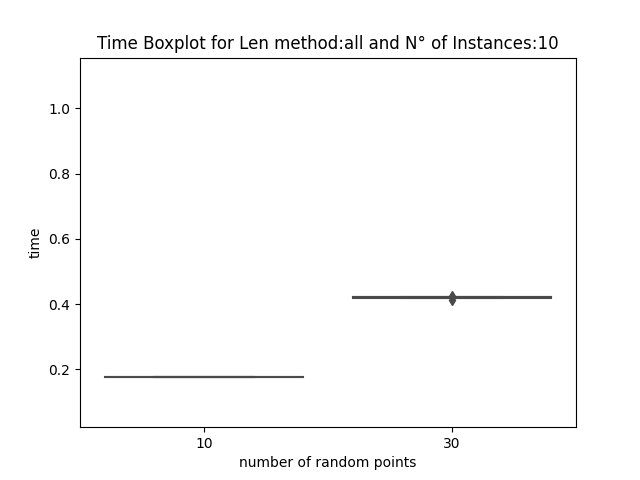 Time Boxplot for Len method:all and N° of Instances:10
1.0
0.8
0.6
0.4
0.2
time
10
30
number of random points